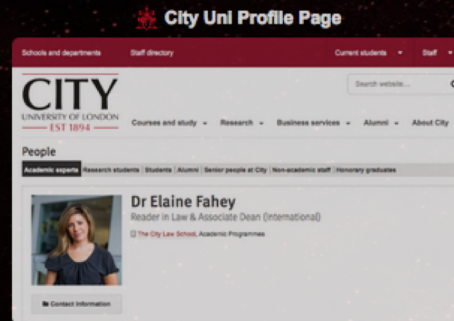 City Uni Profile Page
Schools and departments Staff directory Current students Staff
Search website...
CITY
UNIVERSITY OF LONDON
EST 1894
Courses and study Research Business services Alumni About City
People
Academic experts Research students Students Alumni Senior people at City Non-academic staff Honorary graduates
Dr Elaine Fahey
Reader in Law & Associate Dean (International)
The City Law School, Academic Programmes
Contact Information